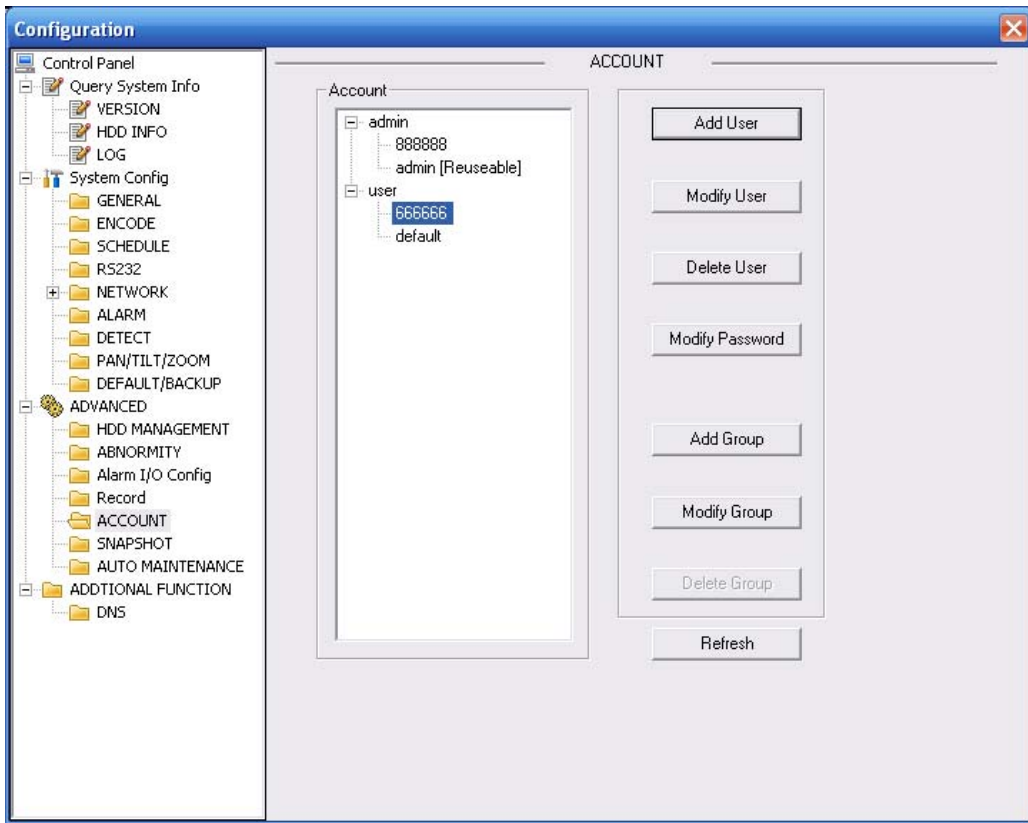 Configuration
Control Panel
Query System Info
VERSION
HDD INFO
LOG
System Config
GENERAL
ENCODE
SCHEDULE
RS232
NETWORK
ALARM
DETECT
PAN/TILT/ZOOM
DEFAULT/BACKUP
ADVANCED
HDD MANAGEMENT
ABNORMITY
Alarm I/O Config
Record
ACCOUNT
SNAPSHOT
AUTO MAINTENANCE
ADDTIONAL FUNCTION
DNS
ACCOUNT
Account
admin
888888
admin [Reuseable]
user
666666
default
Add User
Modify User
Delete User
Modify Password
Add Group
Modify Group
Delete Group
Refresh